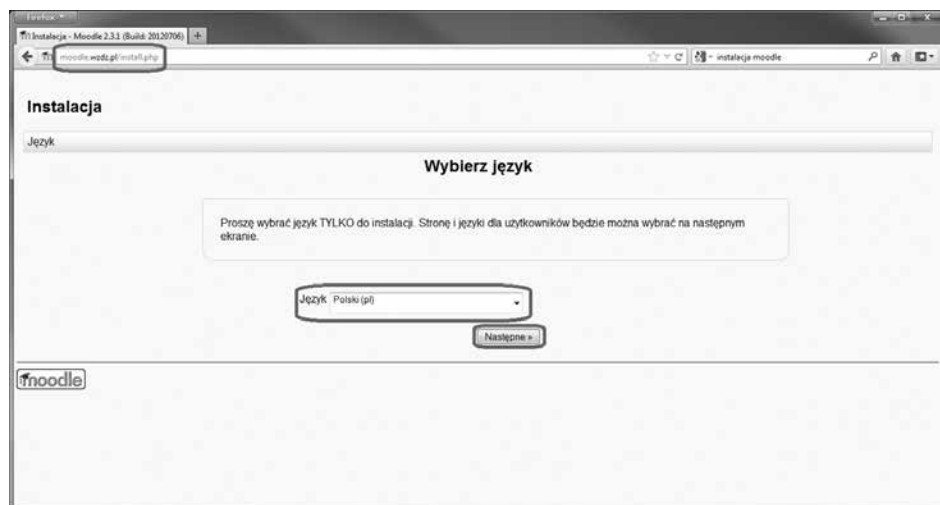 Firefox
Instalacja - Moodle 2.3.1 (Build: 20120706)
moodle.wzdz.pl/install.php
instalacja moodle
Instalacja
Język
Wybierz język
Proszę wybrać język TYLKO do instalacji. Stronę i języki dla użytkowników będzie można wybrać na następnym
ekranie.
Język Polski (pl)
Następne »
moodle